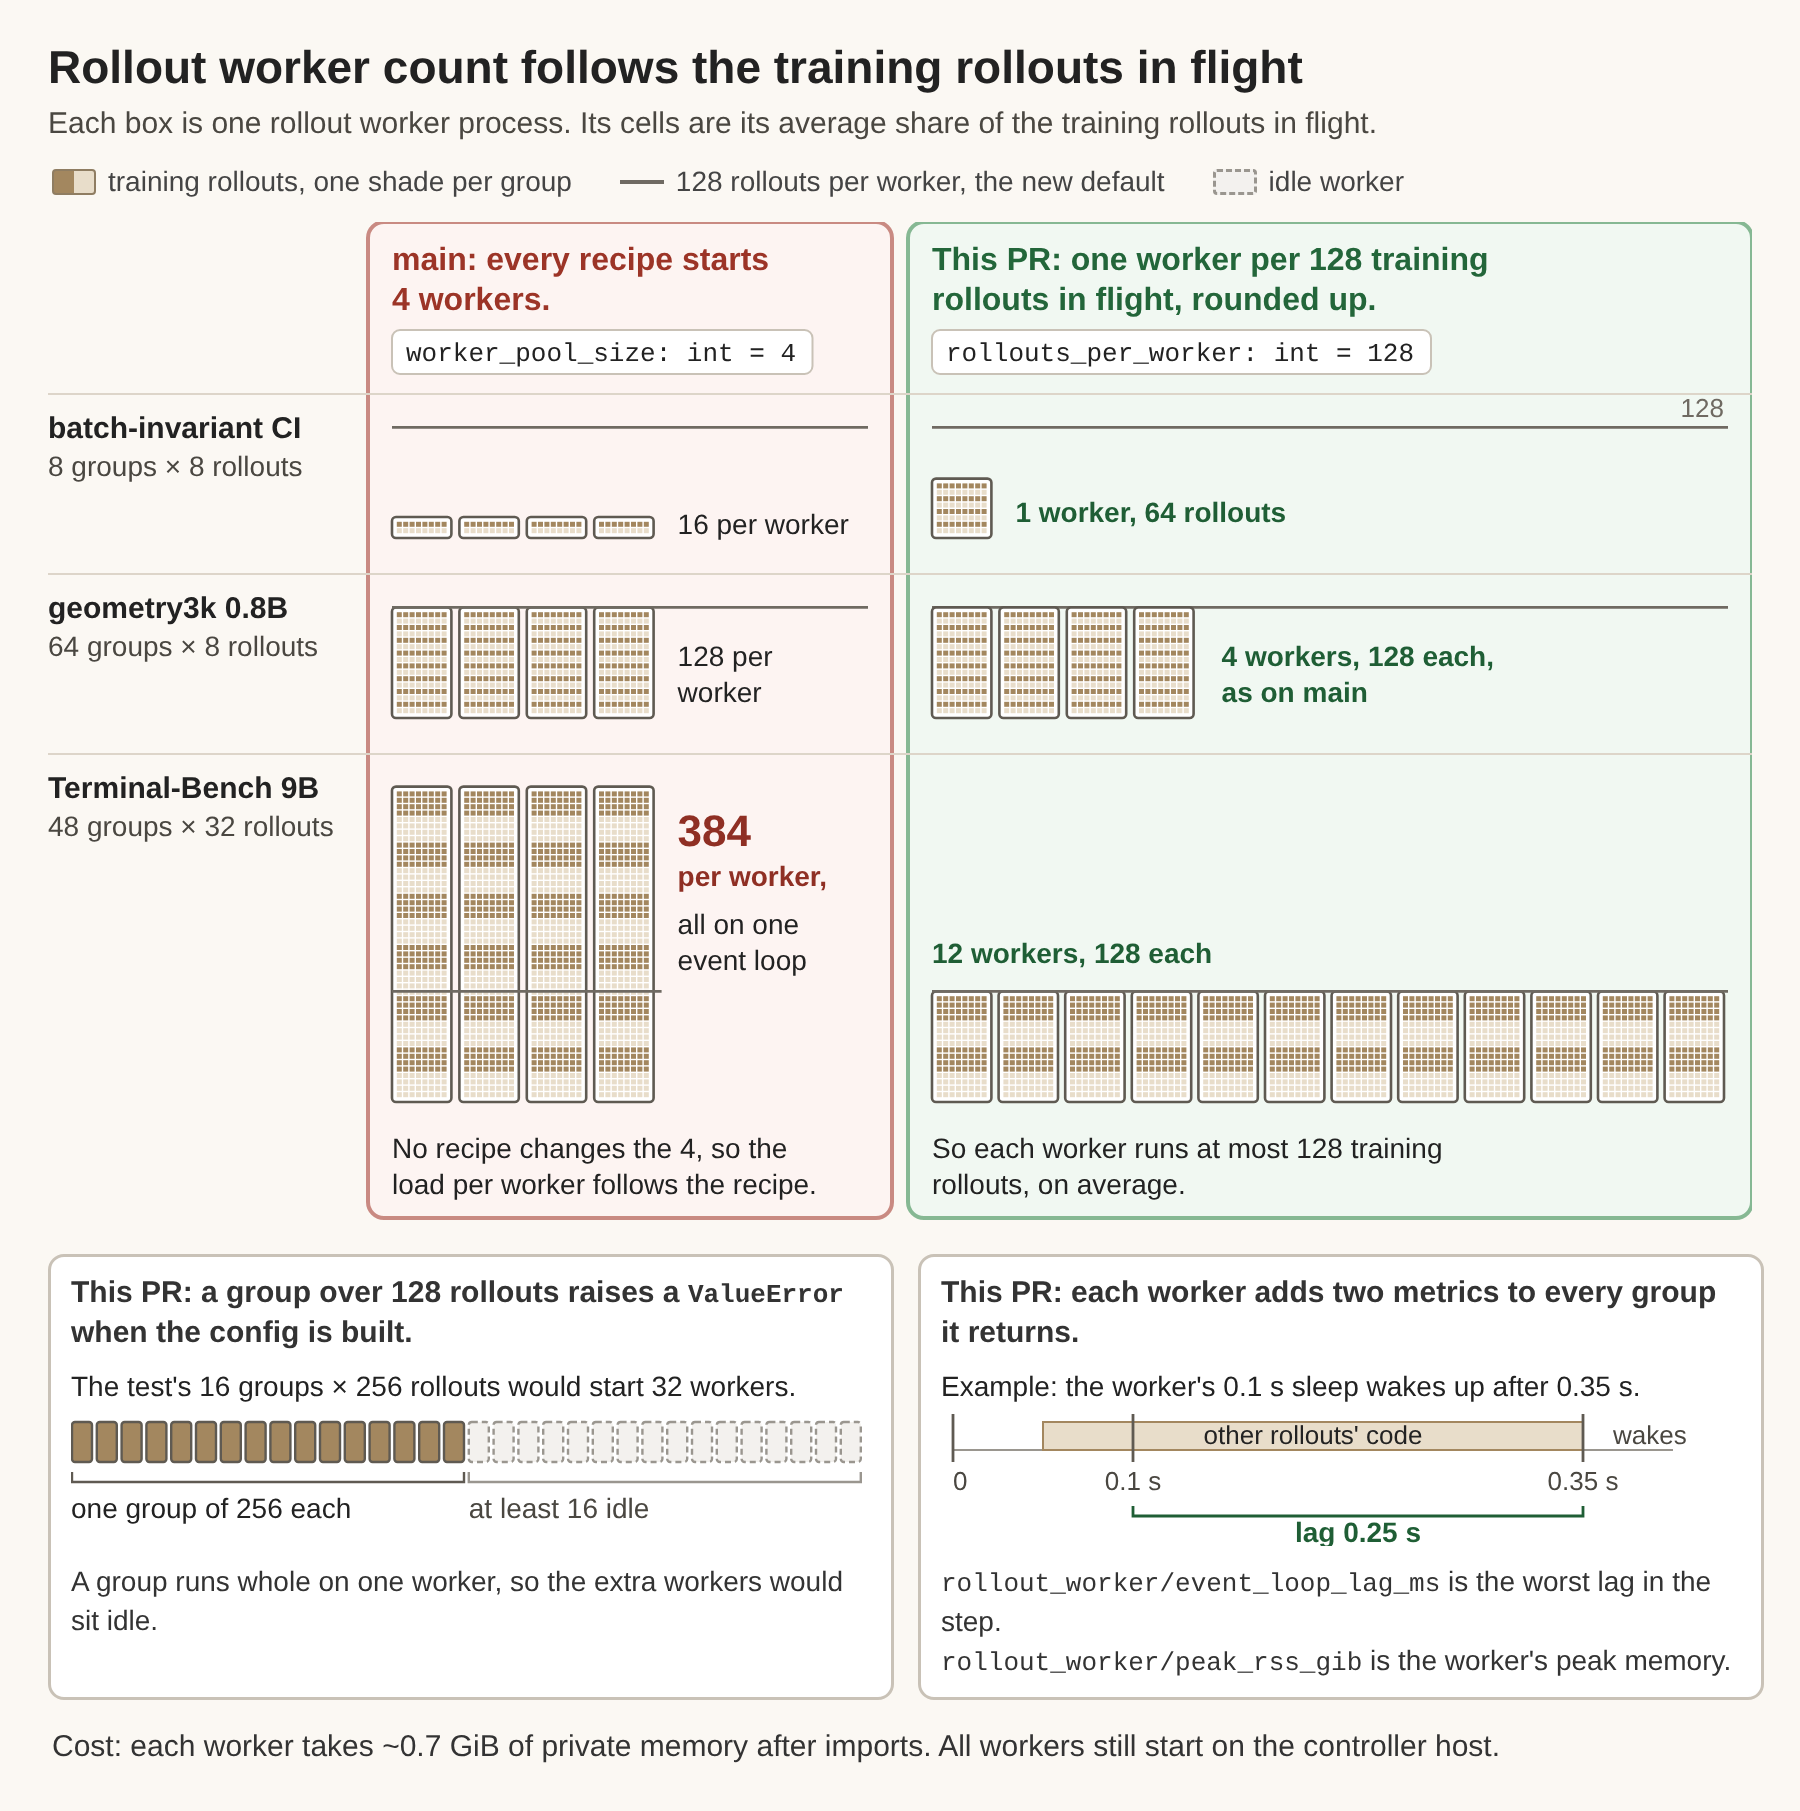 Rollout worker count follows the training rollouts in flight
Each box is one rollout worker process. Its cells are its average share of the training rollouts in flight.
training rollouts, one shade per group
128 rollouts per worker, the new default
idle worker
main: every recipe starts
4 workers.
worker_pool_size: int = 4
This PR: one worker per 128 training
rollouts in flight, rounded up.
rollouts_per_worker: int = 128
batch-invariant CI
8 groups × 8 rollouts
16 per worker
128
1 worker, 64 rollouts
geometry3k 0.8B
64 groups × 8 rollouts
128 per
worker
4 workers, 128 each,
as on main
Terminal-Bench 9B
48 groups × 32 rollouts
384
per worker,
all on one
event loop
12 workers, 128 each
No recipe changes the 4, so the
load per worker follows the recipe.
So each worker runs at most 128 training
rollouts, on average.
This PR: a group over 128 rollouts raises a ValueError
when the config is built.
The test's 16 groups × 256 rollouts would start 32 workers.
one group of 256 each
at least 16 idle
A group runs whole on one worker, so the extra workers would
sit idle.
This PR: each worker adds two metrics to every group
it returns.
Example: the worker's 0.1 s sleep wakes up after 0.35 s.
other rollouts' code
wakes
0
0.1 s
0.35 s
lag 0.25 s
rollout_worker/event_loop_lag_ms is the worst lag in the
step.
rollout_worker/peak_rss_gib is the worker's peak memory.
Cost: each worker takes ~0.7 GiB of private memory after imports. All workers still start on the controller host.